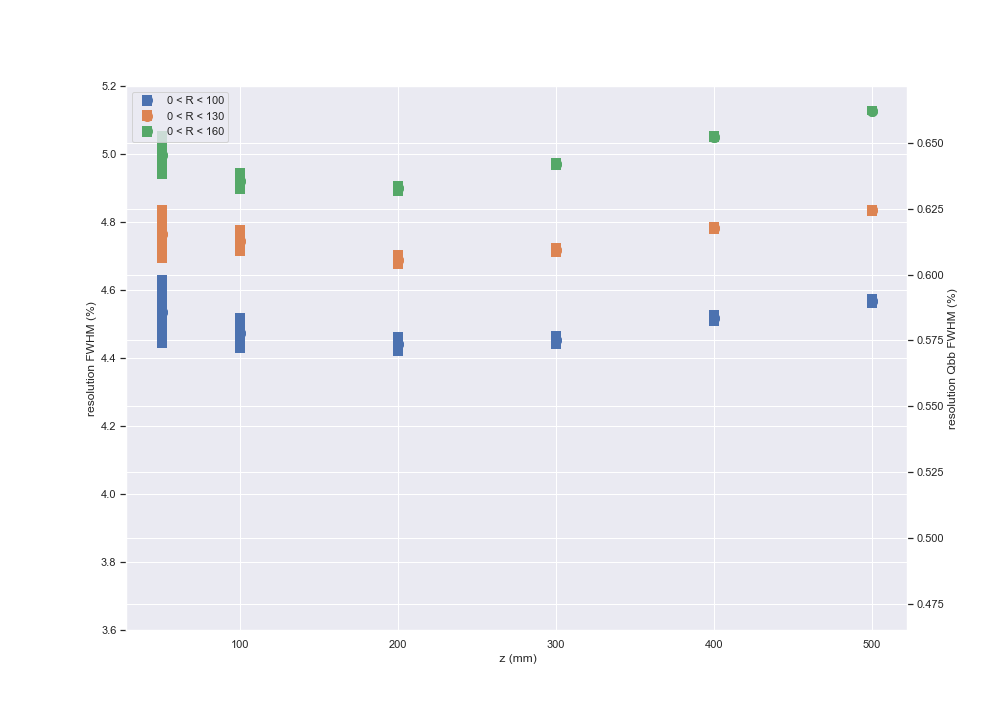 0 < R < 100
0 < R < 130
0 < R < 160
5.2
5.0
4.8
4.6
4.4
4.2
4.0
3.8
3.6
resolution FWHM (%)
0.650
0.625
0.600
0.575
0.550
0.525
0.500
0.475
resolution Qbb FWHM (%)
100 200 300 400 500
z (mm)